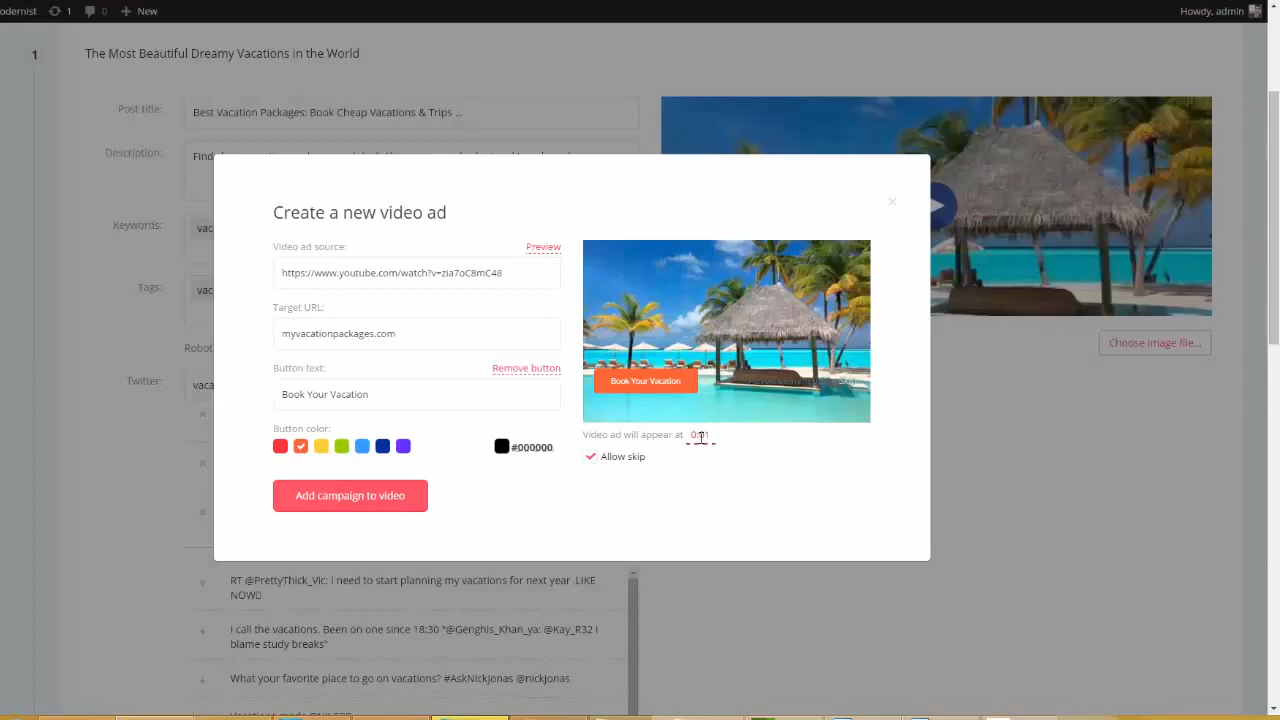 odernist 1 0 New Howdy, admin
1 The Most Beautiful Dreamy Vacations in the World
Post title: Best Vacation Packages: Book Cheap Vacations & Trips ...
Description:
Keywords: vac
Tags: vac
Robot
Twitter: vaca
Choose image file...
Create a new video ad
Video ad source: Preview
https://www.youtube.com/watch?v=zia7oC8mC48
Target URL:
myvacationpackages.com
Button text: Remove button
Book Your Vacation
Button color:
#000000
Add campaign to video
Book Your Vacation
Video ad will appear at
Allow skip
RT @PrettyThick_Vic: I need to start planning my vacations for next year .LIKE
NOW
I call the vacations. Been on one since 18:30 "@Genghis_Khan_ya: @Kay_R32 I
blame study breaks"
What your favorite place to go on vacations? #AskNickJonas @nickjonas